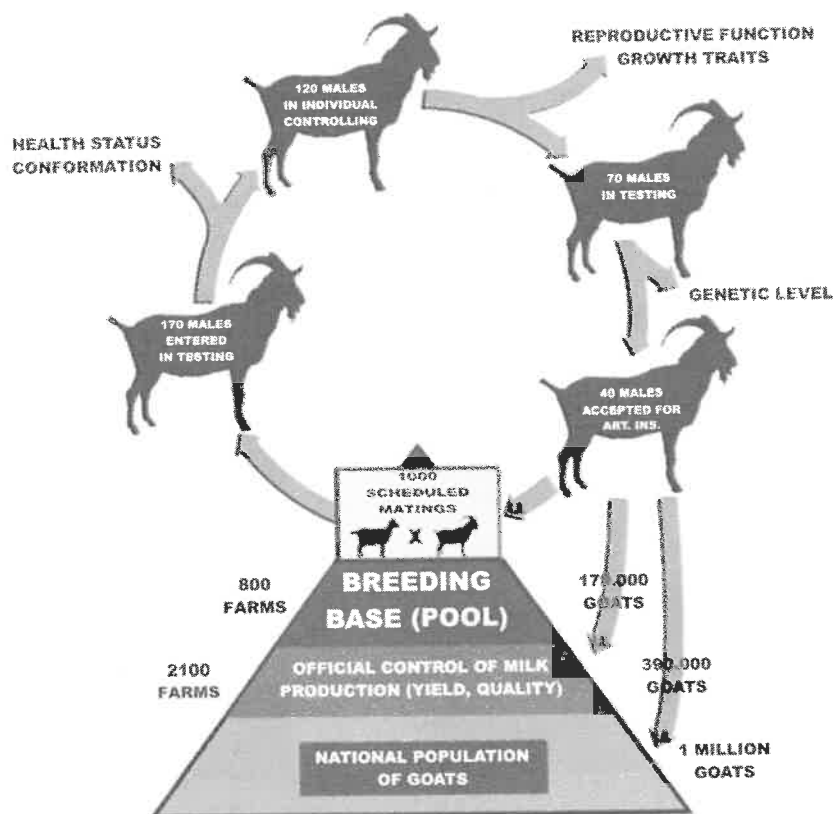 REPRODUCTIVE FUNCTION
GROWTH TRAITS
120 MALES
IN INDIVIDUAL
CONTROLLING
HEALTH STATUS
CONFORMATION
70 MALES
IN TESTING
GENETIC LEVEL
170 MALES
ENTERED
IN TESTING
40 MALES
ACCEPTED FOR
ART. INS.
1000
SCHEDULED
MATINGS
X
800
FARMS
BREEDING
BASE (POOL)
GOATS
2100
FARMS
OFFICIAL CONTROL OF MILK
PRODUCTION (YIELD, QUALITY)
GOATS
NATIONAL POPULATION
OF GOATS
1 MILLION
GOATS